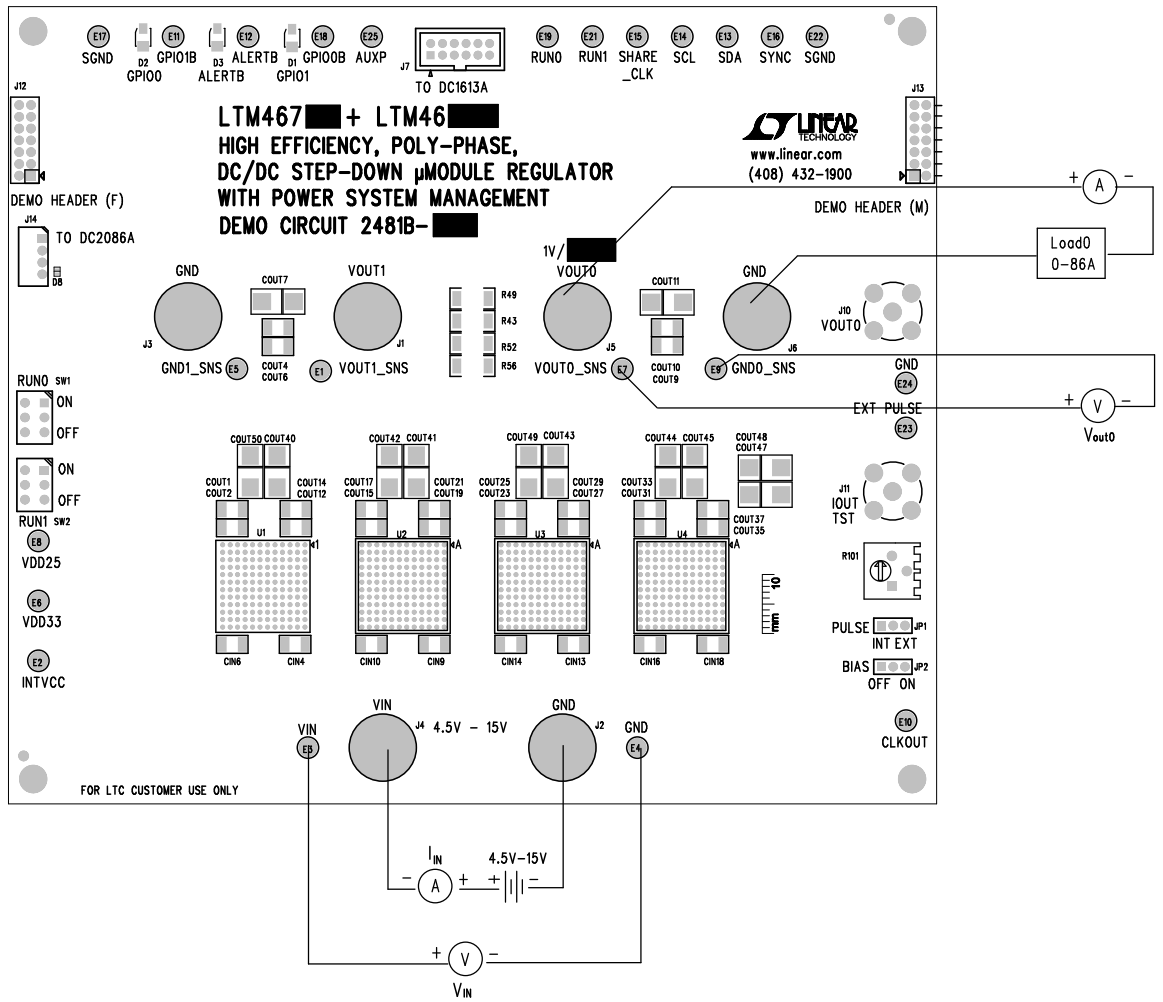 E17 E11 E12 E18 E25 E19 E21 E15 E14 E13 E16 E22
SGND D2 GPIO1B D3 ALERTB D1 GPIO0B AUXP J7 RUN0 RUN1 SHARE SCL SDA SYNC SGND
GPIO0 ALERTB GPIO1 _CLK
TO DC1613A
J12 J13
LTM467 + LTM46
HIGH EFFICIENCY, POLY-PHASE,
DC/DC STEP-DOWN µMODULE REGULATOR
WITH POWER SYSTEM MANAGEMENT
DEMO CIRCUIT 2481B-
LINEAR
TECHNOLOGY
www.linear.com
(408) 432-1900
+ A -
DEMO HEADER (F)
DEMO HEADER (M)
J14
TO DC2086A
D8
Load0
0-86A
1V/
GND COUT7 VOUT1 VOUT0 COUT11 GND
R49
R43
R52
R56
J3 J1 J5 J6
J10
VOUT0
COUT4
COUT6
COUT10
COUT9
GND1_SNS E5 E1 VOUT1_SNS VOUT0_SNS E7 E9 GND0_SNS
GND
E24
EXT PULSE
E23
+ V -
Vout0
RUN0 SW1
ON
OFF
ON
OFF
RUN1 SW2
COUT50 COUT40 COUT42 COUT41 COUT49 COUT43 COUT44 COUT45 COUT48
COUT47
COUT1 COUT14 COUT17 COUT21 COUT25 COUT29 COUT33
COUT2 COUT12 COUT15 COUT19 COUT23 COUT27 COUT31
COUT37
COUT35
J11
IOUT
TST
U1 U2 U3 U4
1 A A A
E8
VDD25
E6
VDD33
E2
INTVCC
R101
10
mm
PULSE JP1
INT EXT
BIAS JP2
OFF ON
CIN6 CIN4 CIN10 CIN9 CIN14 CIN13 CIN16 CIN18
VIN GND
VIN J4 4.5V - 15V J2 GND
E3 E4
E10
CLKOUT
FOR LTC CUSTOMER USE ONLY
IIN 4.5V-15V
- A + + -
+ V -
VIN